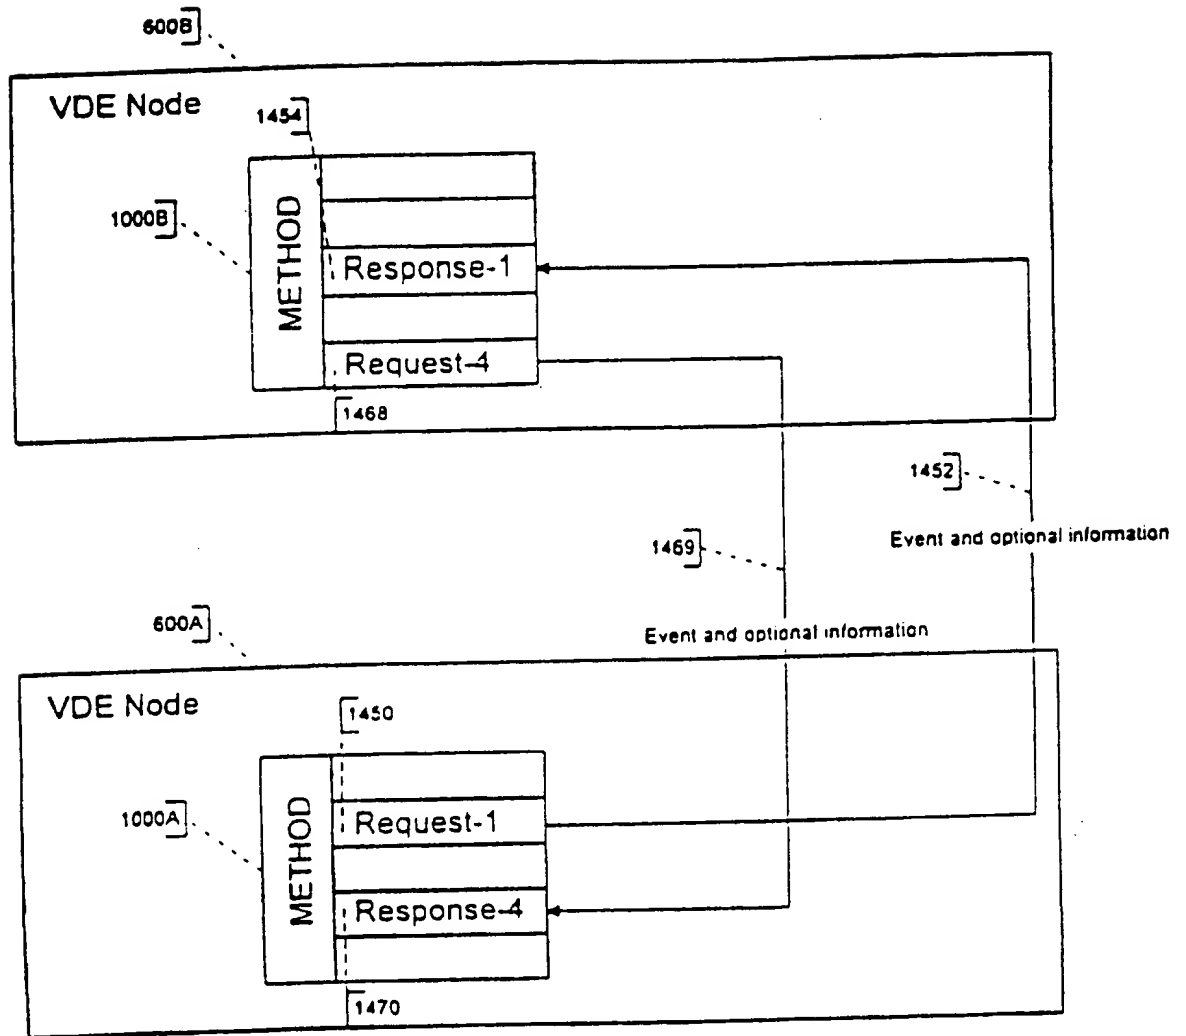 600B
VDE Node
1454
1000B
METHOD
Response-1
Request-4
1468
1452
Event and optional information
1469
600A
Event and optional information
VDE Node
1450
1000A
METHOD
Request-1
Response-4
1470